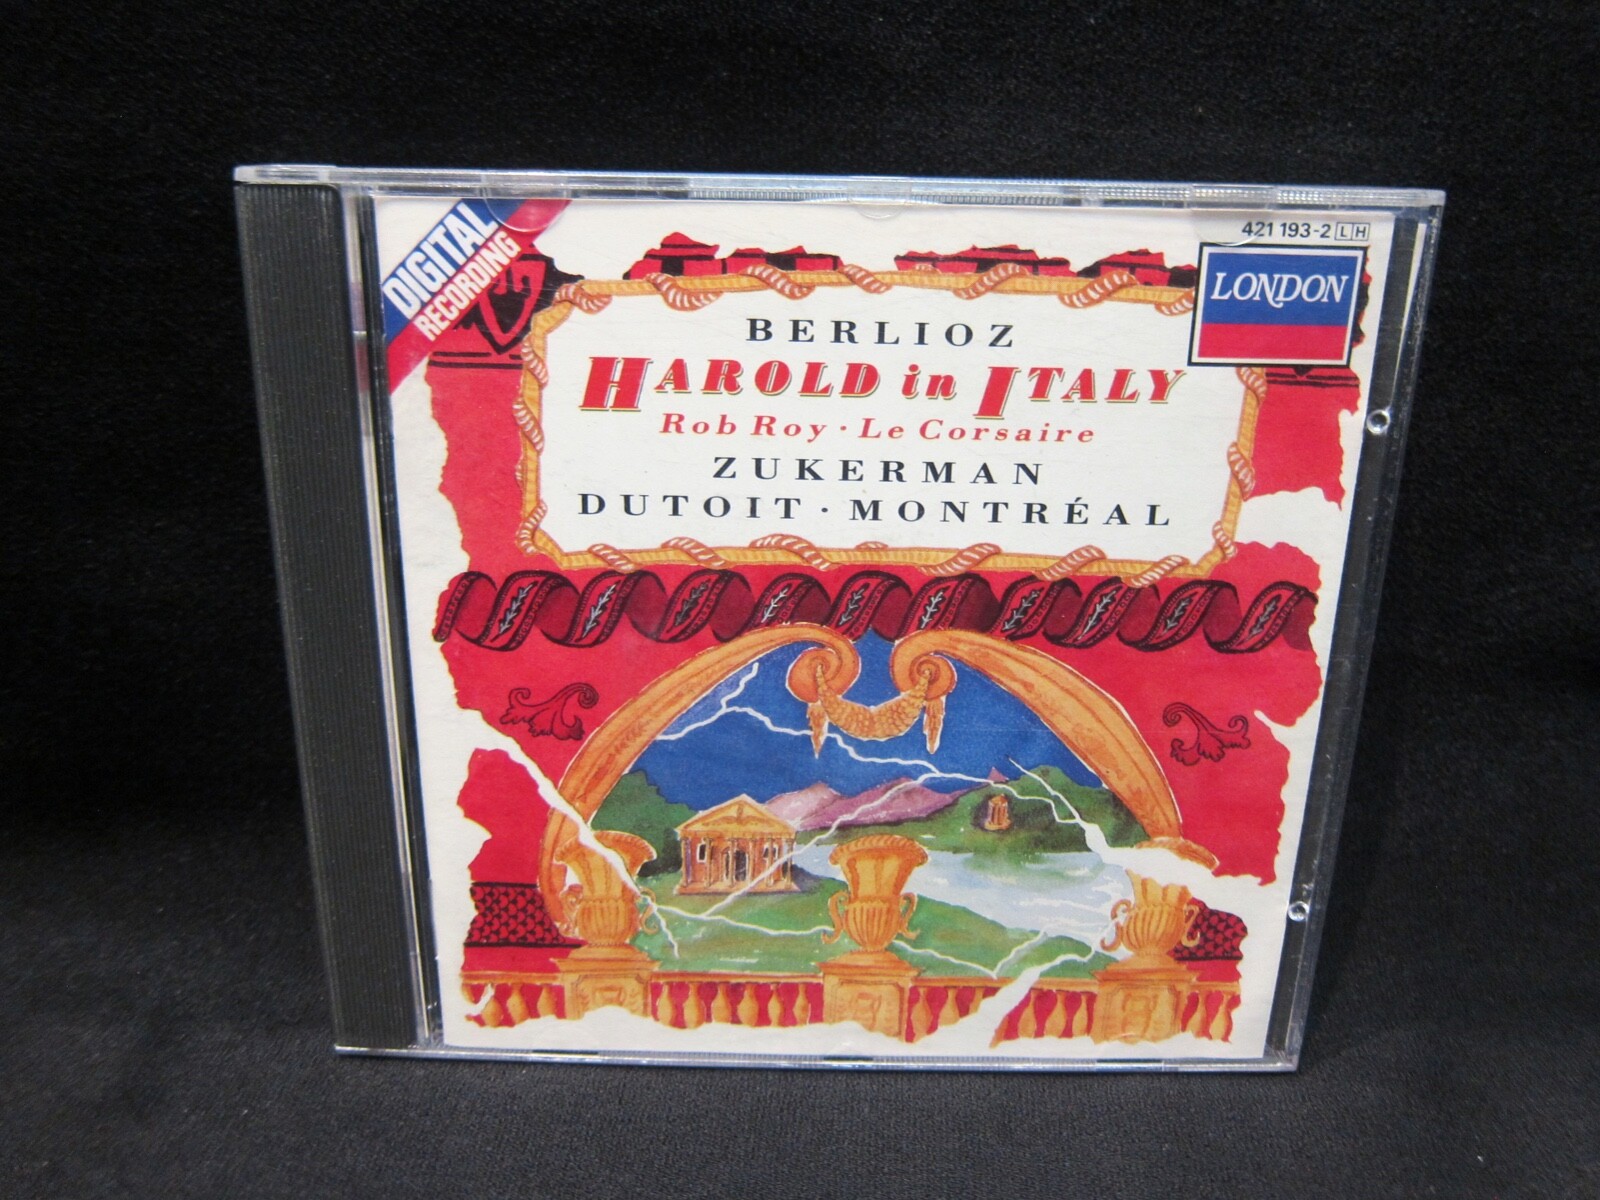 DIGITAL
RECORDING
421 193-2 LH
LONDON
BERLIOZ
HAROLD in ITALY
Rob Roy · Le Corsaire
ZUKERMAN
DUTOIT · MONTRÉAL